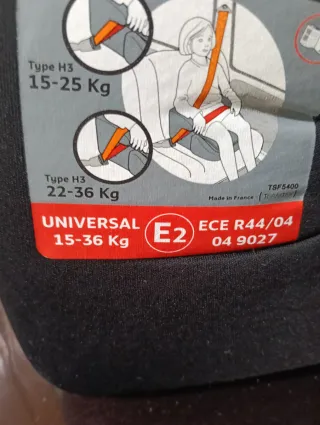 Type H3
15-25 Kg
Type H3
22-36 Kg
TSF5400
Made in France
UNIVERSAL
15-36 Kg
E2
ECE R44/04
04 9027